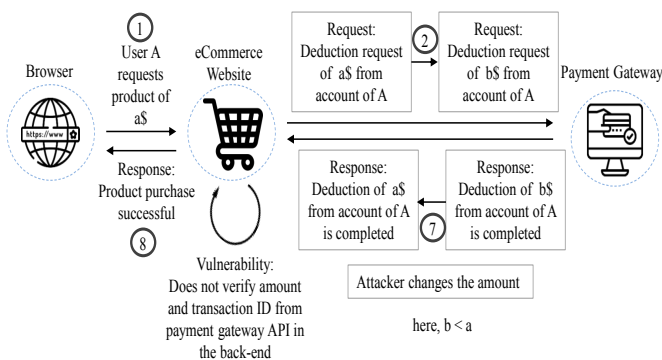 1
User A
requests
product of
a$
Browser
https://www
Response:
Product purchase
successful
8
eCommerce
Website
Vulnerability:
Does not verify amount
and transaction ID from
payment gateway API in
the back-end
Request:
Deduction request
of a$ from
account of A
2
Request:
Deduction request
of b$ from
account of A
Payment Gateway
Response:
Deduction of a$
from account of A
is completed
7
Response:
Deduction of b$
from account of A
is completed
Attacker changes the amount
here, b < a